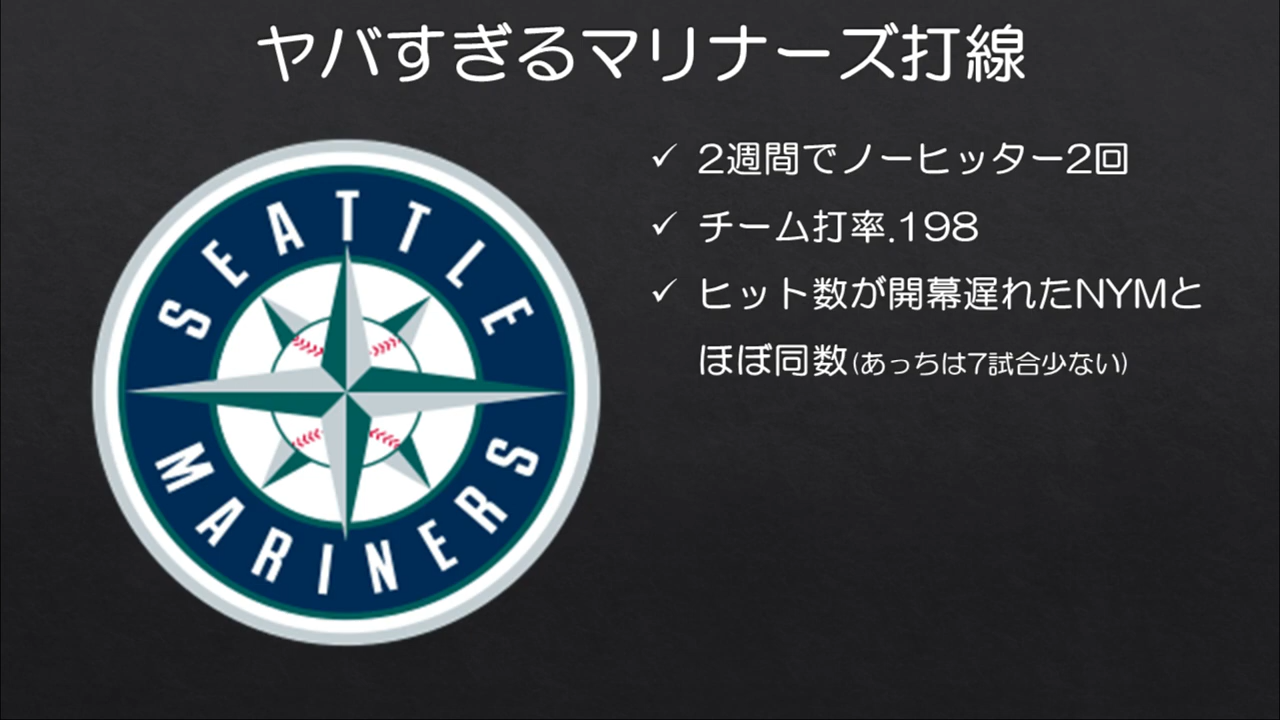 ヤバすぎるマリナーズ打線
SEATTLE
MARINERS
✓ 2週間でノーヒッター2回
✓ チーム打率.198
✓ ヒット数が開幕遅れたNYMと
ほぼ同数(あっちは7試合少ない)